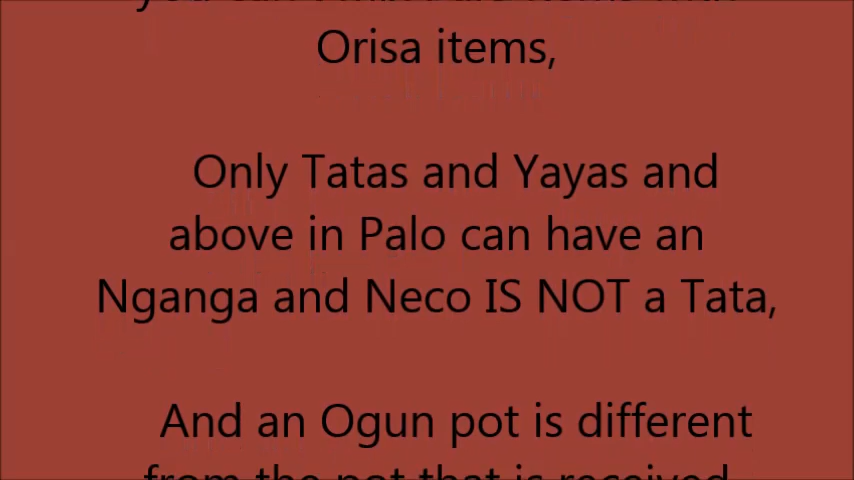 Orisa items,
Only Tatas and Yayas and
above in Palo can have an
Nganga and Neco IS NOT a Tata,
And an Ogun pot is different
from the pot that is received